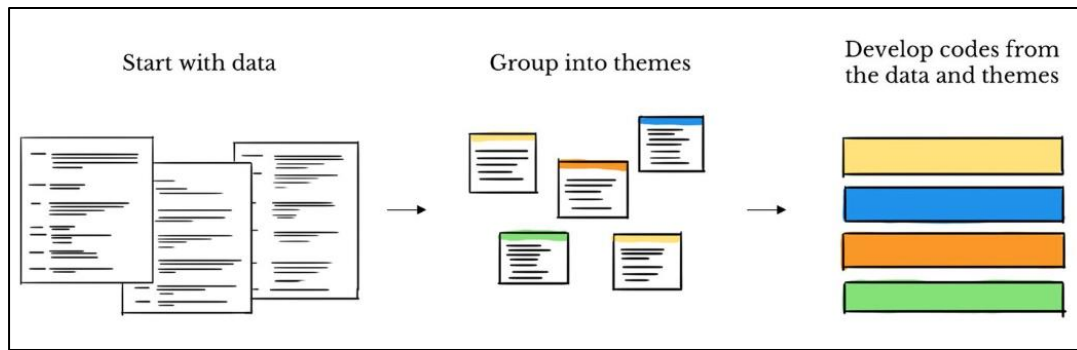 Start with data
Group into themes
Develop codes from
the data and themes